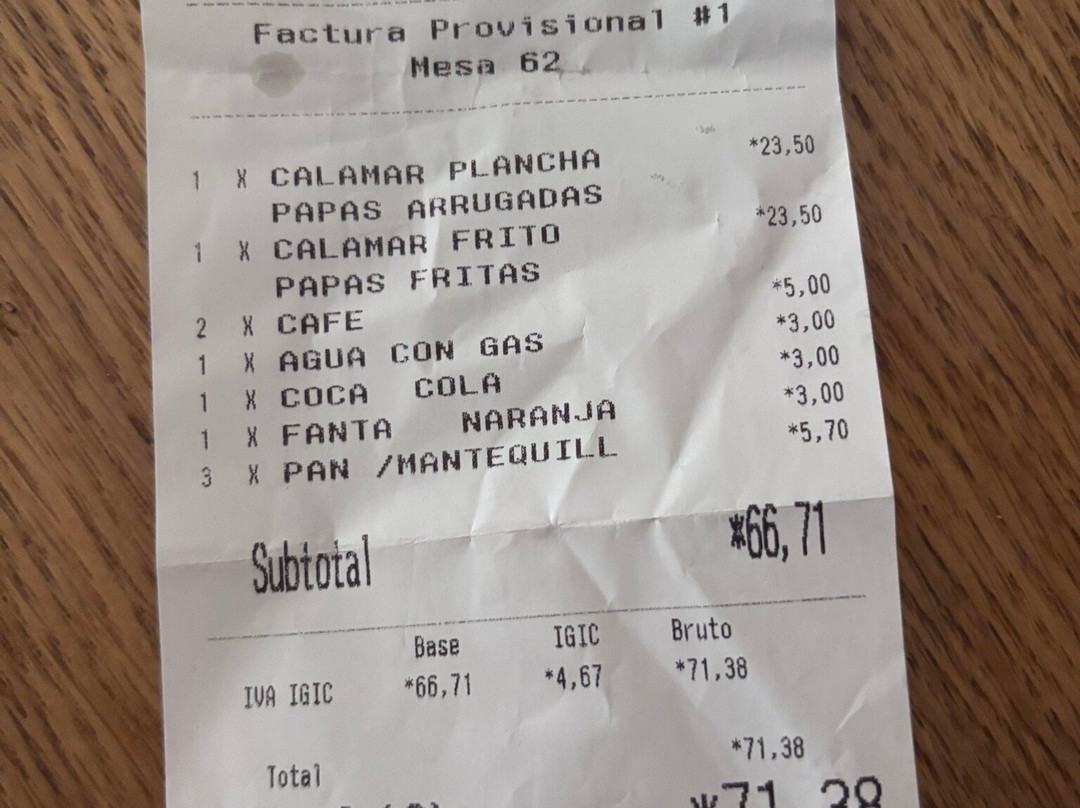 Factura Provisional #1
Mesa 62
1 X CALAMAR PLANCHA *23,50
PAPAS ARRUGADAS
1 X CALAMAR FRITO *23,50
PAPAS FRITAS
2 X CAFE *5,00
1 X AGUA CON GAS *3,00
1 X COCA COLA *3,00
1 X FANTA NARANJA *3,00
3 X PAN /MANTEQUILL *5,70
Subtotal *66,71
Base IGIC Bruto
IVA IGIC *66,71 *4,67 *71,38
Total *71,38
*71,38